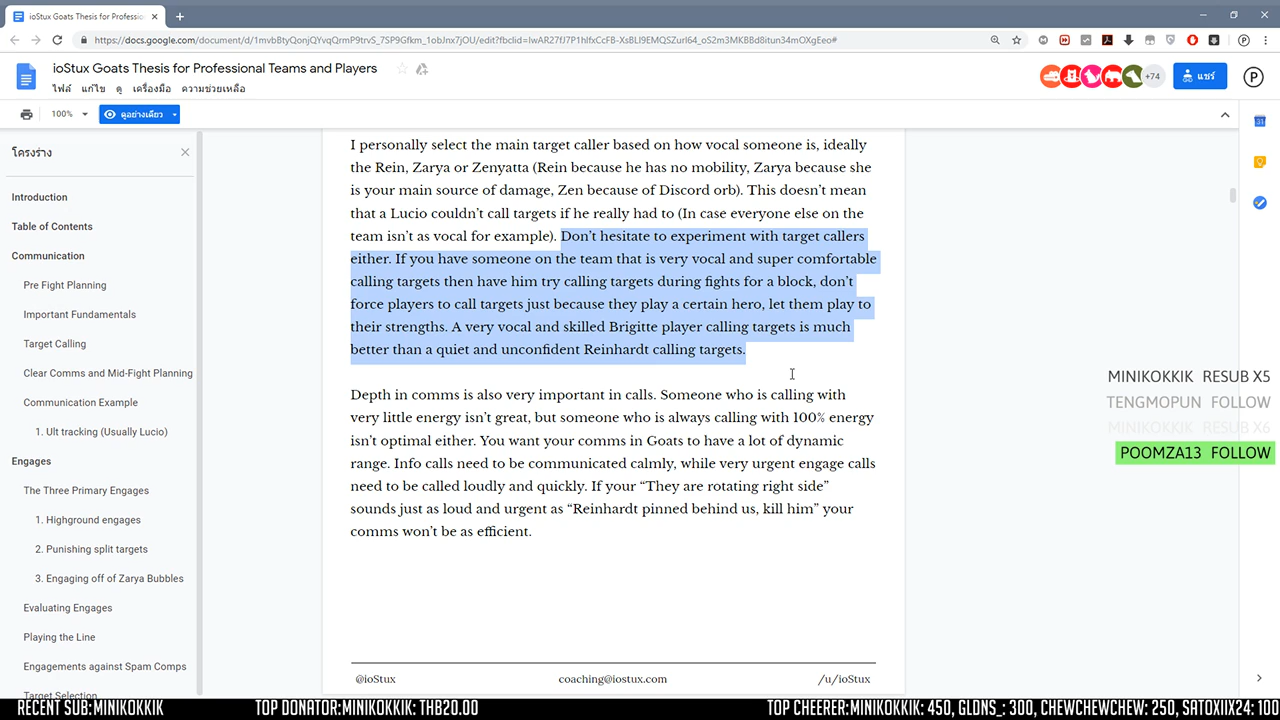 ioStux Goats Thesis for Professio
https://docs.google.com/document/d/1mvbBtyQonjQYvqQrmP9trvS_7SP9Gfkm_1obJnx7jOU/edit?fbclid=IwAR27fJ7P1hlfxCcFB-XsBLl9EMQSZurI64_oS2m3MKBBd8itun34mOXgEeo#
ioStux Goats Thesis for Professional Teams and Players
ไฟล์ แก้ไข ดู เครื่องมือ ความช่วยเหลือ
+74
แชร์
P
100%
ดูอย่างเดียว
โครงร่าง
Introduction
Table of Contents
Communication
Pre Fight Planning
Important Fundamentals
Target Calling
Clear Comms and Mid-Fight Planning
Communication Example
1. Ult tracking (Usually Lucio)
Engages
The Three Primary Engages
1. Highground engages
2. Punishing split targets
3. Engaging off of Zarya Bubbles
Evaluating Engages
Playing the Line
Engagements against Spam Comps
Target Selection
I personally select the main target caller based on how vocal someone is, ideally
the Rein, Zarya or Zenyatta (Rein because he has no mobility, Zarya because she
is your main source of damage, Zen because of Discord orb). This doesn't mean
that a Lucio couldn't call targets if he really had to (In case everyone else on the
team isn't as vocal for example). Don't hesitate to experiment with target callers
either. If you have someone on the team that is very vocal and super comfortable
calling targets then have him try calling targets during fights for a block, don't
force players to call targets just because they play a certain hero, let them play to
their strengths. A very vocal and skilled Brigitte player calling targets is much
better than a quiet and unconfident Reinhardt calling targets.
Depth in comms is also very important in calls. Someone who is calling with
very little energy isn't great, but someone who is always calling with 100% energy
isn't optimal either. You want your comms in Goats to have a lot of dynamic
range. Info calls need to be communicated calmly, while very urgent engage calls
need to be called loudly and quickly. If your “They are rotating right side”
sounds just as loud and urgent as “Reinhardt pinned behind us, kill him” your
comms won't be as efficient.
@ioStux coaching@iostux.com /u/ioStux
MINIKOKKIK RESUB X5
TENGMOPUN FOLLOW
MINIKOKKIK RESUB X6
POOMZA13 FOLLOW
RECENT SUB:MINIKOKKIK TOP DONATOR:MINIKOKKIK: THB20.00 TOP CHEERER:MINIKOKKIK: 450, GLDNS_: 300, CHEWCHEWCHEW: 250, SATOXIIX24: 100